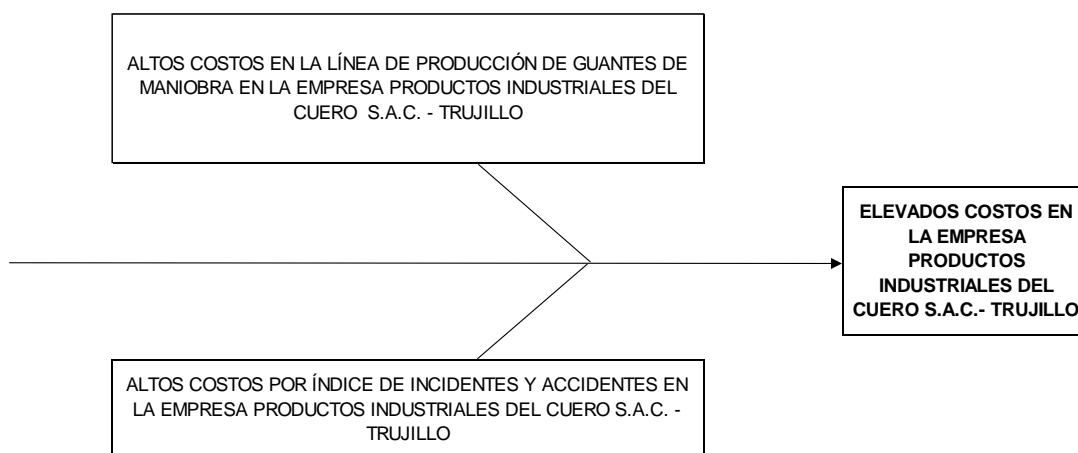 ALTOS COSTOS EN LA LÍNEA DE PRODUCCIÓN DE GUANTES DE
MANIOBRA EN LA EMPRESA PRODUCTOS INDUSTRIALES DEL
CUERO S.A.C. - TRUJILLO
ELEVADOS COSTOS EN
LA EMPRESA
PRODUCTOS
INDUSTRIALES DEL
CUERO S.A.C.- TRUJILLO
ALTOS COSTOS POR ÍNDICE DE INCIDENTES Y ACCIDENTES EN
LA EMPRESA PRODUCTOS INDUSTRIALES DEL CUERO S.A.C. -
TRUJILLO